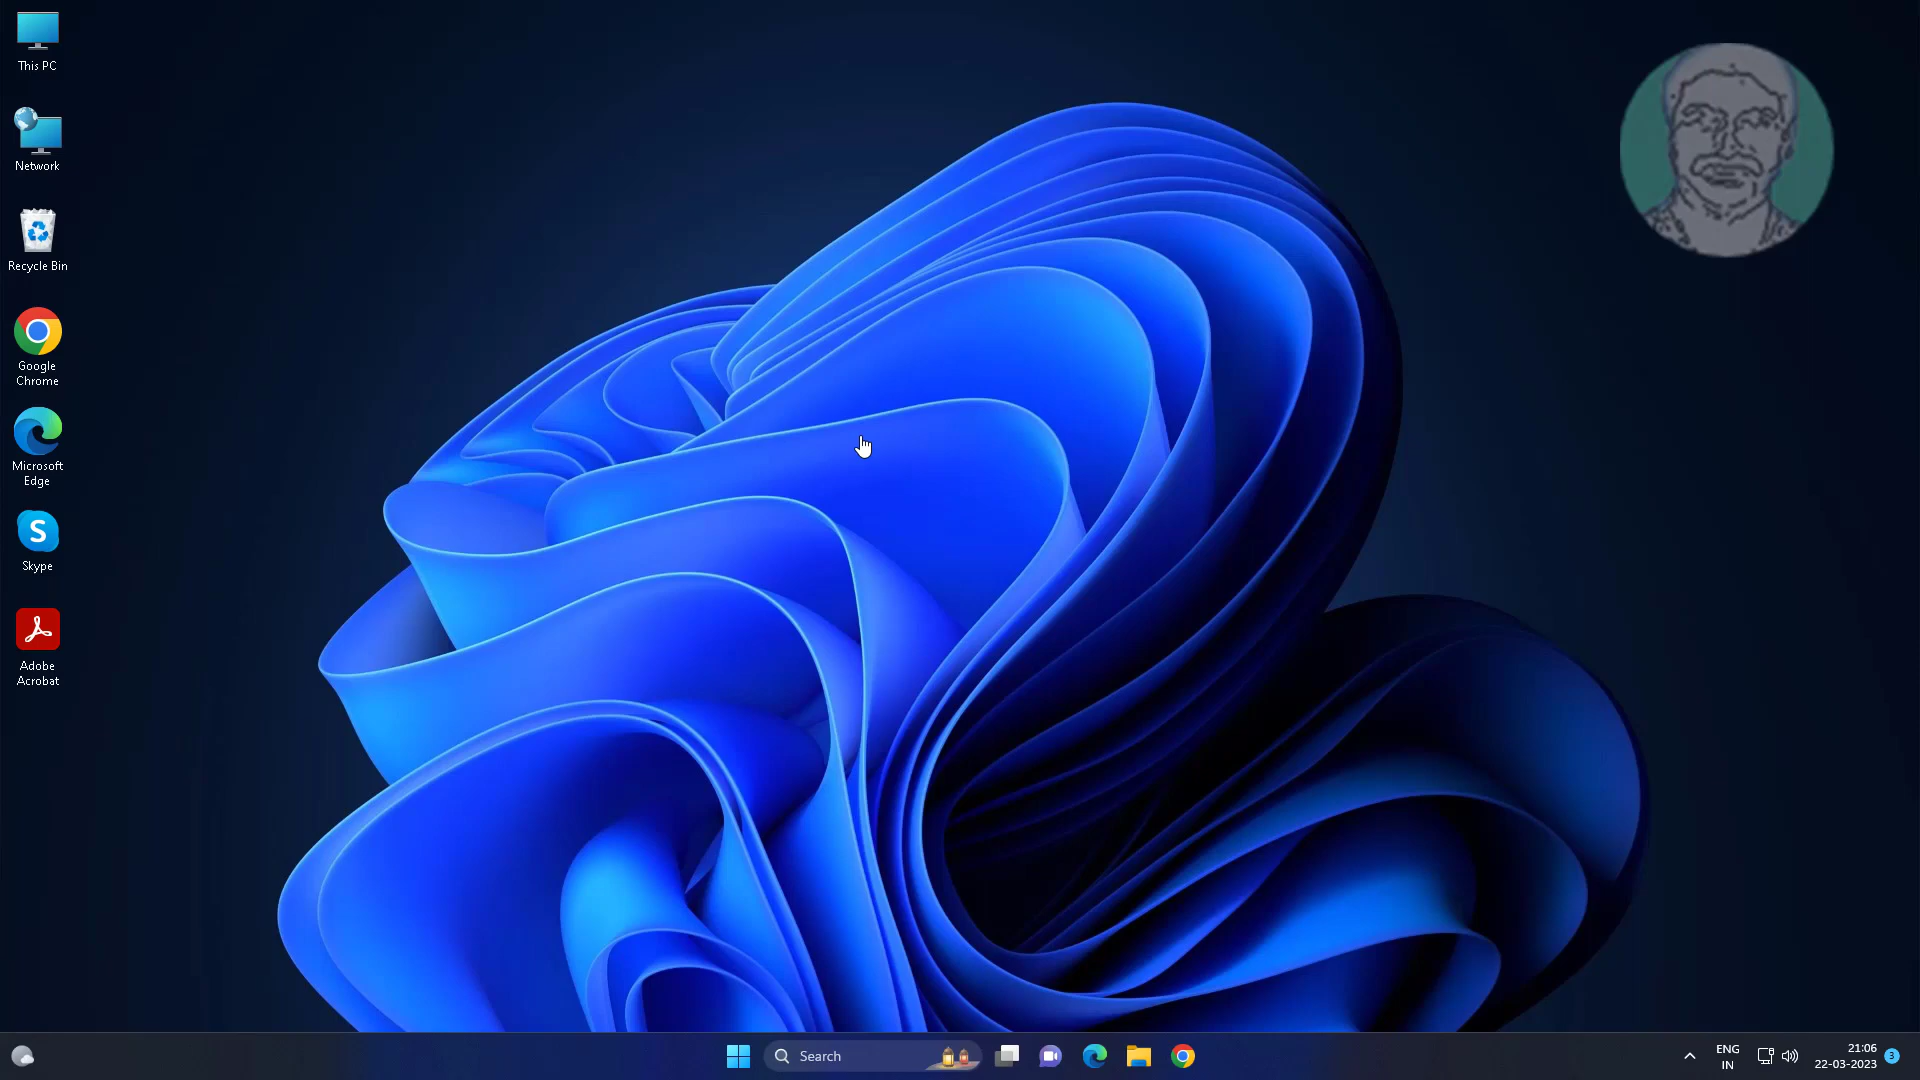 This PC
Network
Recycle Bin
Google
Chrome
Microsoft
Edge
S
Skype
Adobe
Acrobat
Search
ENG
IN
21:06
22-03-2023
3